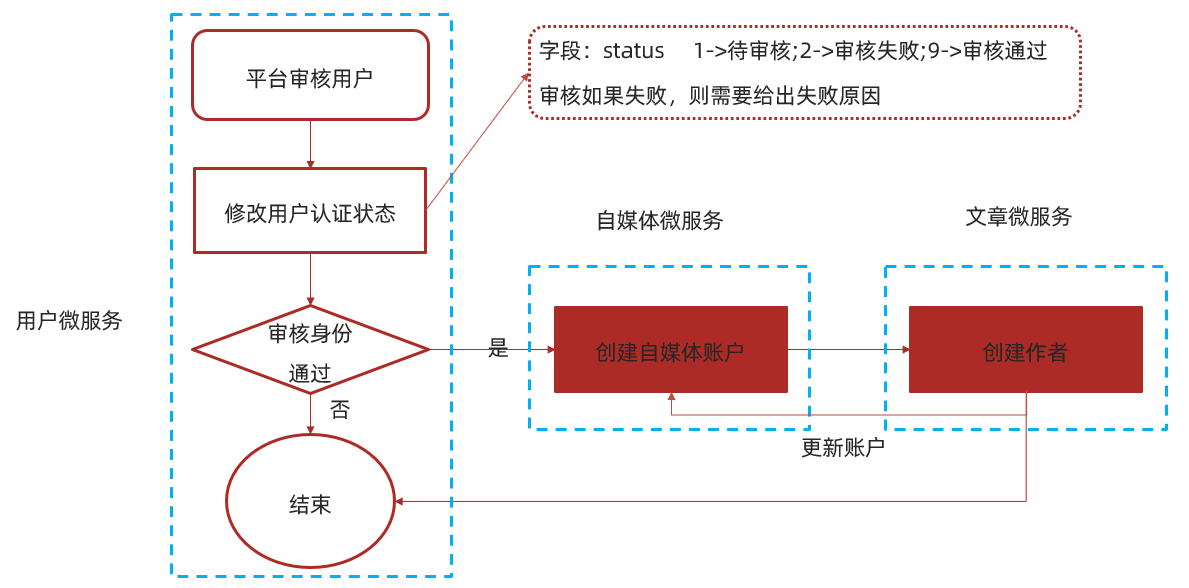 平台审核用户
字段：status 1->待审核;2->审核失败;9->审核通过
审核如果失败，则需要给出失败原因
修改用户认证状态
自媒体微服务
文章微服务
用户微服务
审核身份
通过
是
创建自媒体账户
创建作者
否
更新账户
结束